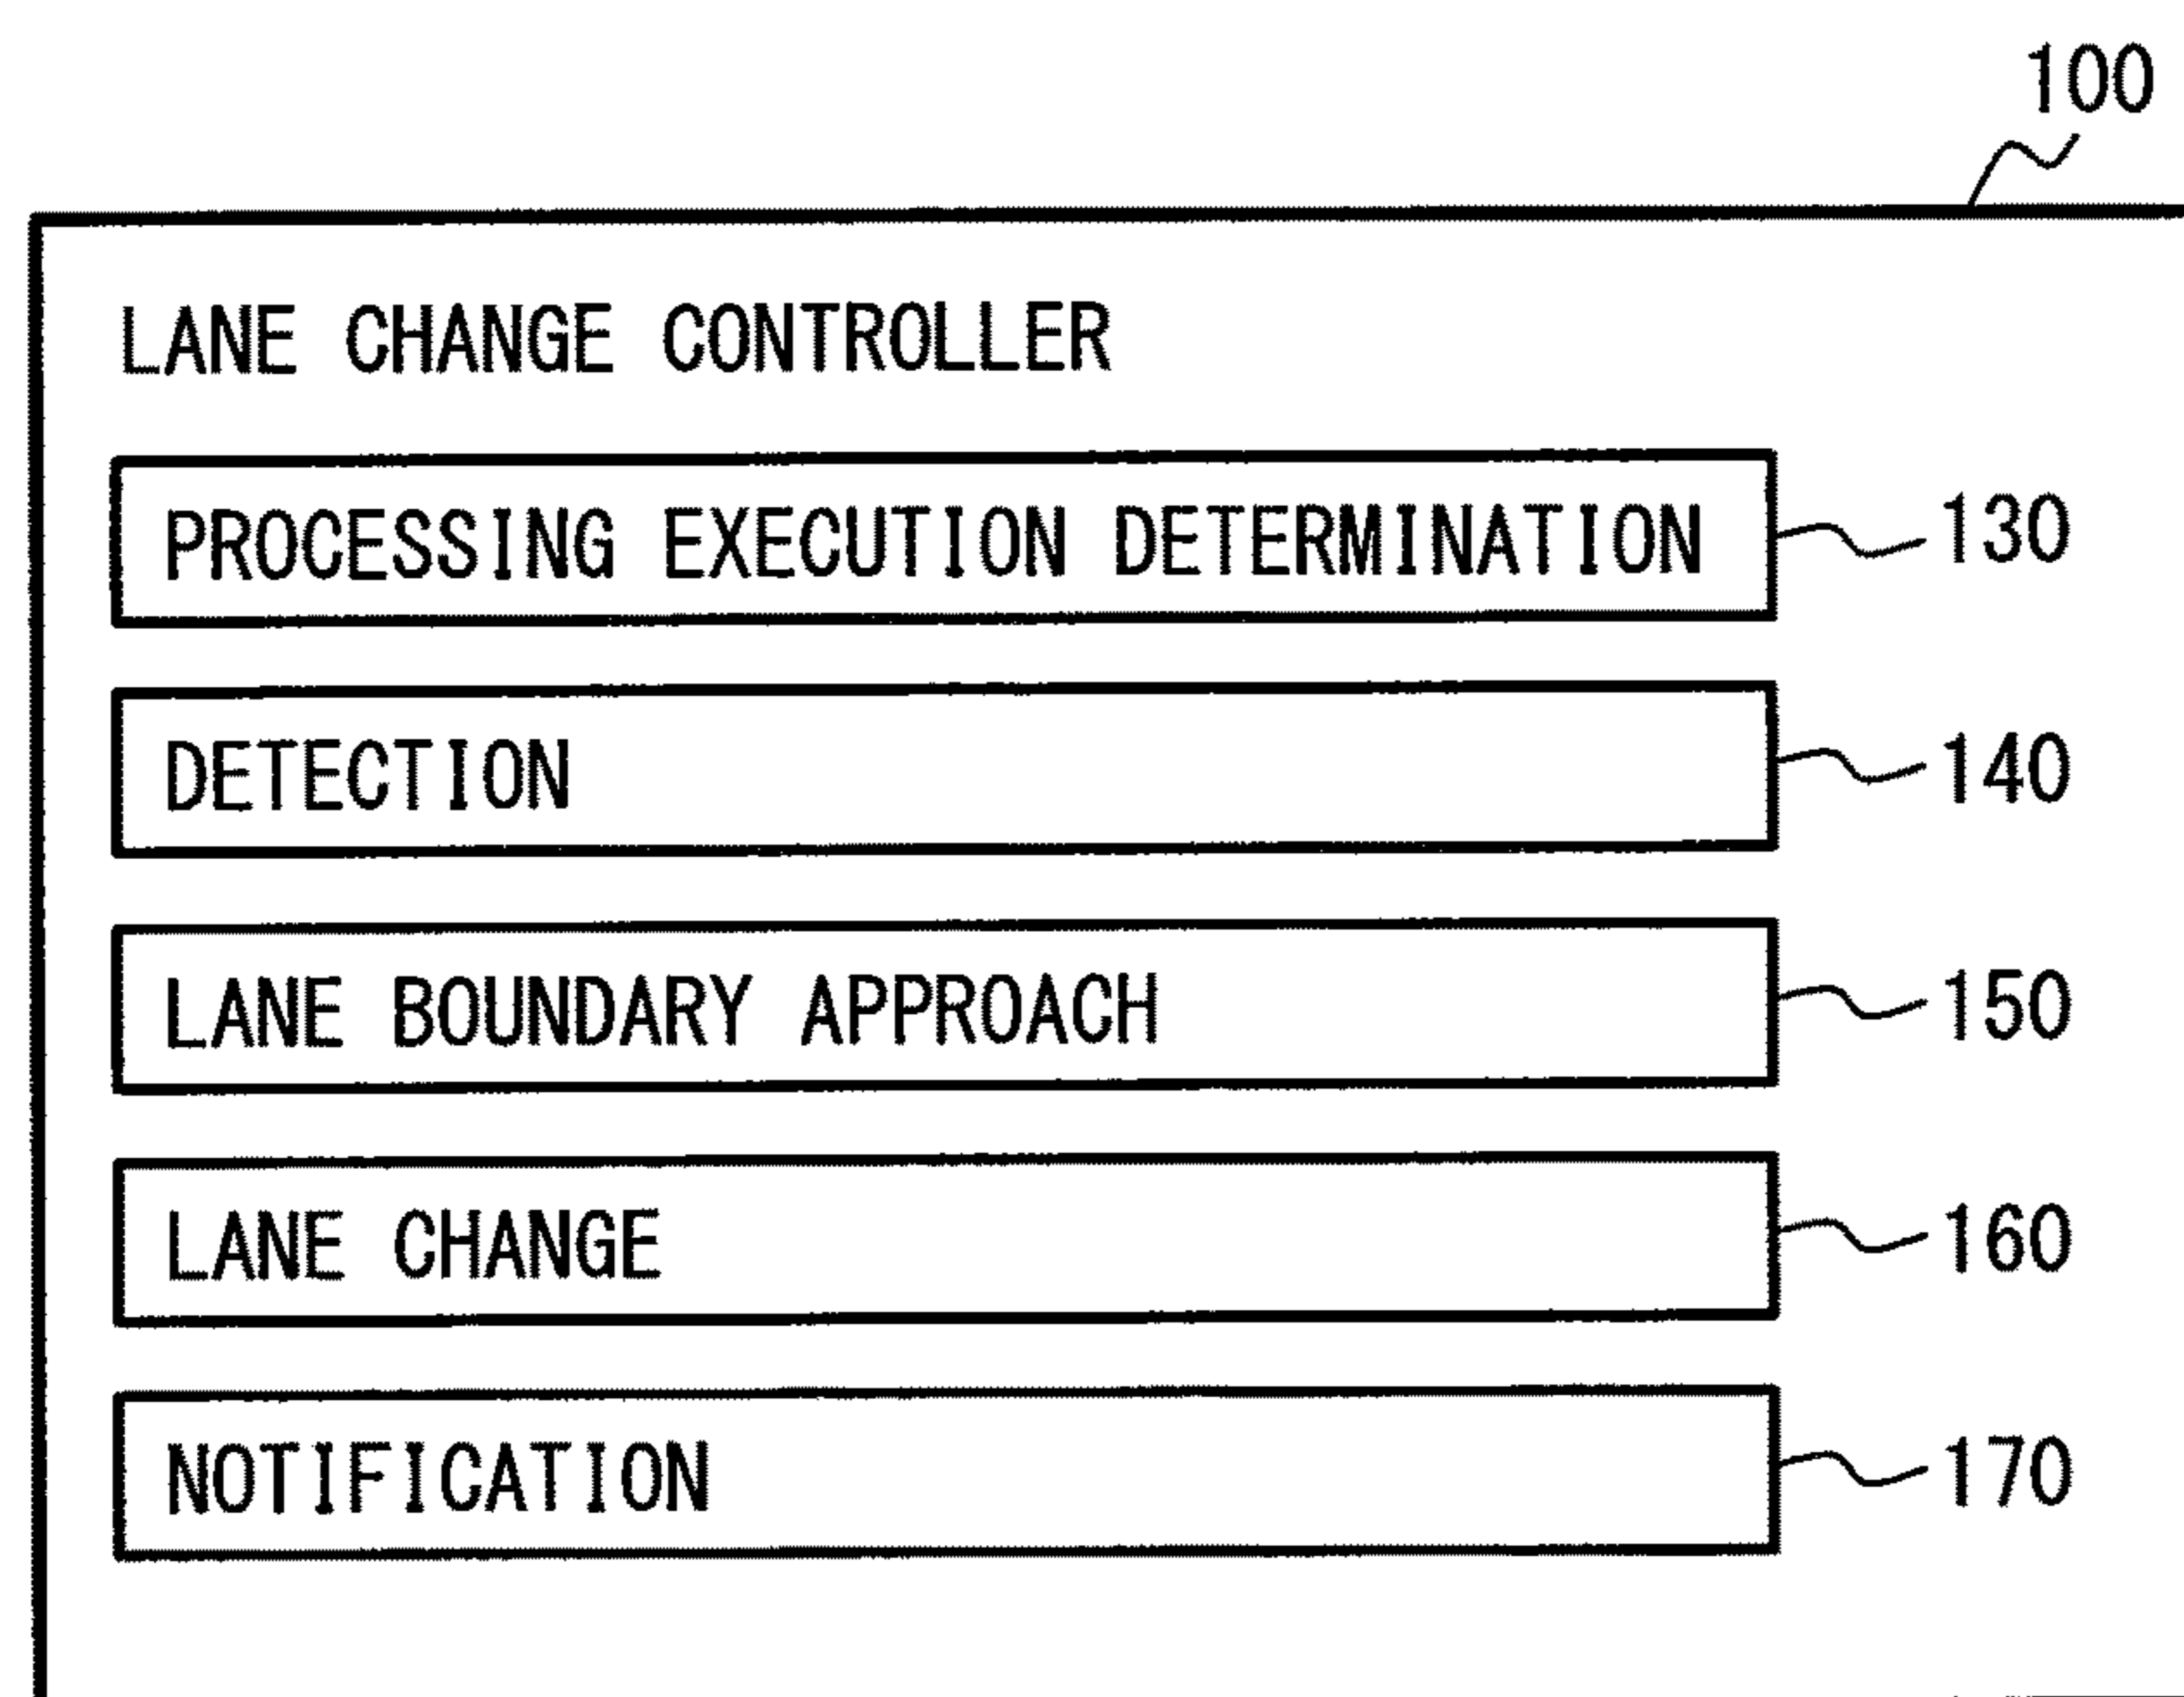 100
LANE CHANGE CONTROLLER
PROCESSING EXECUTION DETERMINATION 130
DETECTION 140
LANE BOUNDARY APPROACH 150
LANE CHANGE 160
NOTIFICATION 170